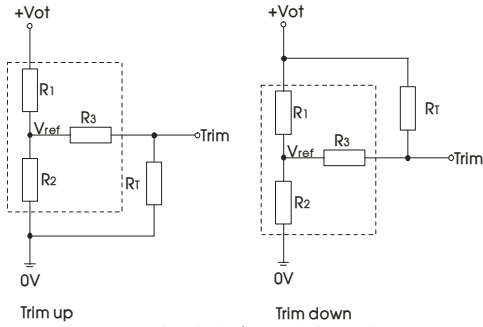 +Vot
R1
Vref
R3
Trim
R2
RT
0V
Trim up
+Vot
R1
RT
Vref
R3
Trim
R2
0V
Trim down